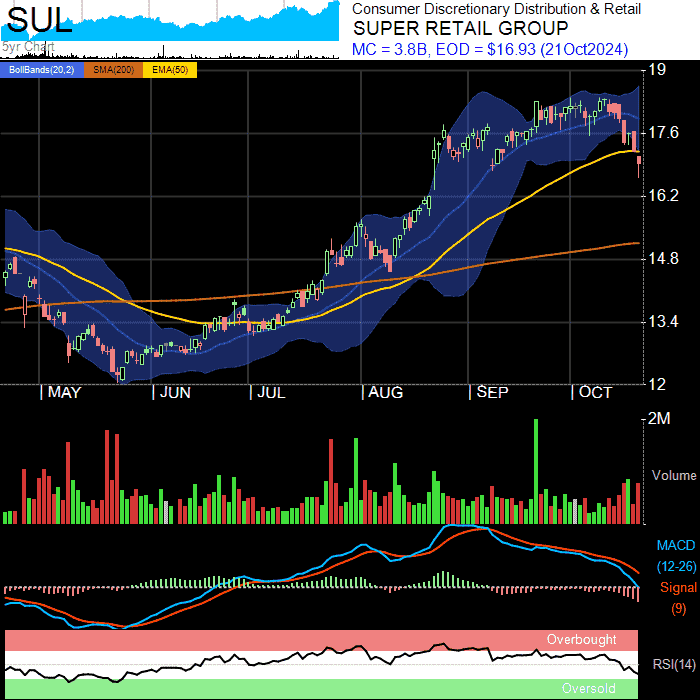 SUL
5yr Chart
Consumer Discretionary Distribution & Retail
SUPER RETAIL GROUP
MC = 3.8B, EOD = $16.93 (21Oct2024)
BollBands(20,2) SMA(200) EMA(50)
19
17.6
16.2
14.8
13.4
12
MAY JUN JUL AUG SEP OCT
2M
Volume
MACD
(12-26)
Signal
(9)
Overbought
RSI(14)
Oversold